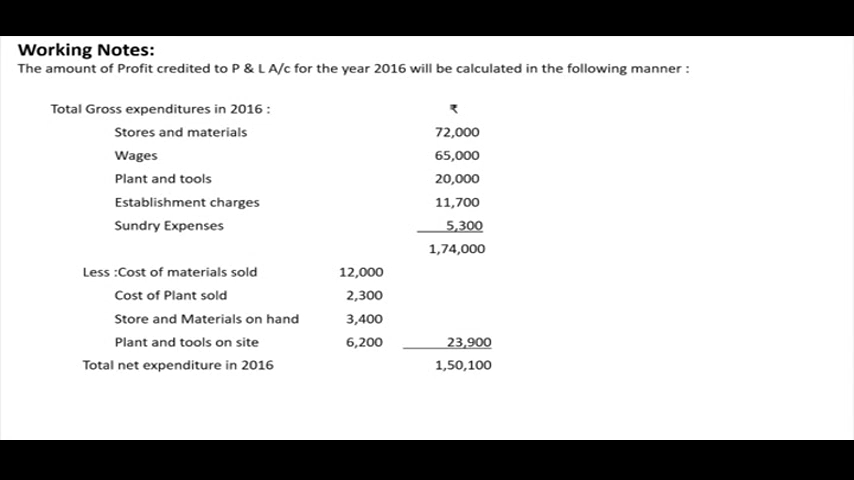 Working Notes:
The amount of Profit credited to P & L A/c for the year 2016 will be calculated in the following manner :
Total Gross expenditures in 2016 : ₹
Stores and materials 72,000
Wages 65,000
Plant and tools 20,000
Establishment charges 11,700
Sundry Expenses 5,300
1,74,000
Less :Cost of materials sold 12,000
Cost of Plant sold 2,300
Store and Materials on hand 3,400
Plant and tools on site 6,200 23,900
Total net expenditure in 2016 1,50,100